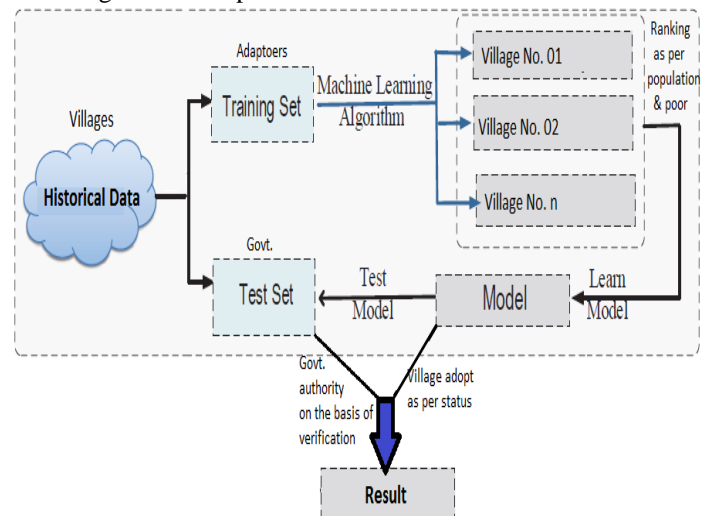 Adaptoers
Training Set
Machine Learning
Algorithm
Village No. 01
Village No. 02
Village No. n
Ranking
as per
population
& poor
Villages
Historical Data
Govt.
Test Set
Test
Model
Model
Learn
Model
Govt.
authority
on the basis of
verification
Village adopt
as per status
Result